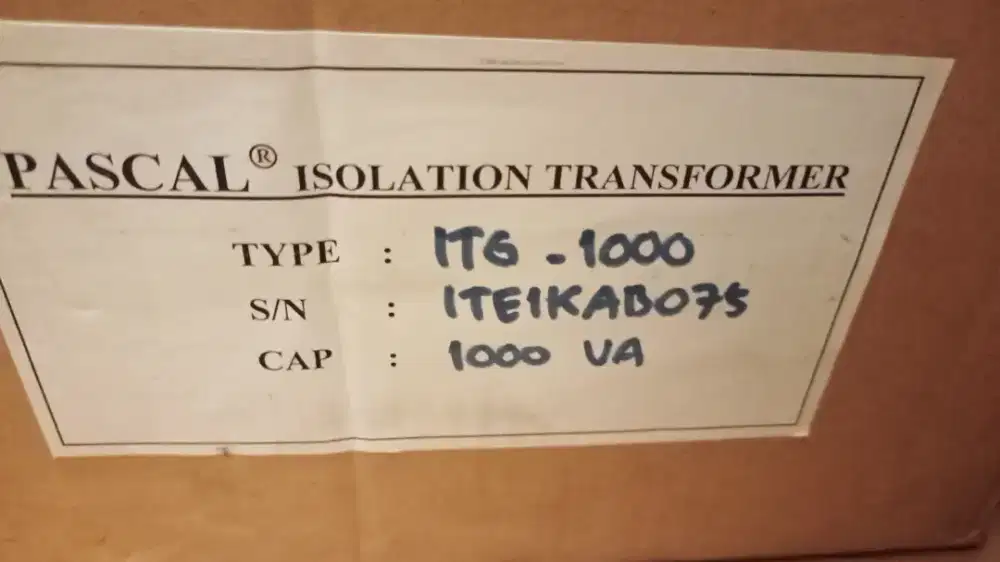 PASCAL® ISOLATION TRANSFORMER
TYPE : ITG - 1000
S/N : ITE1KAB075
CAP : 1000 VA